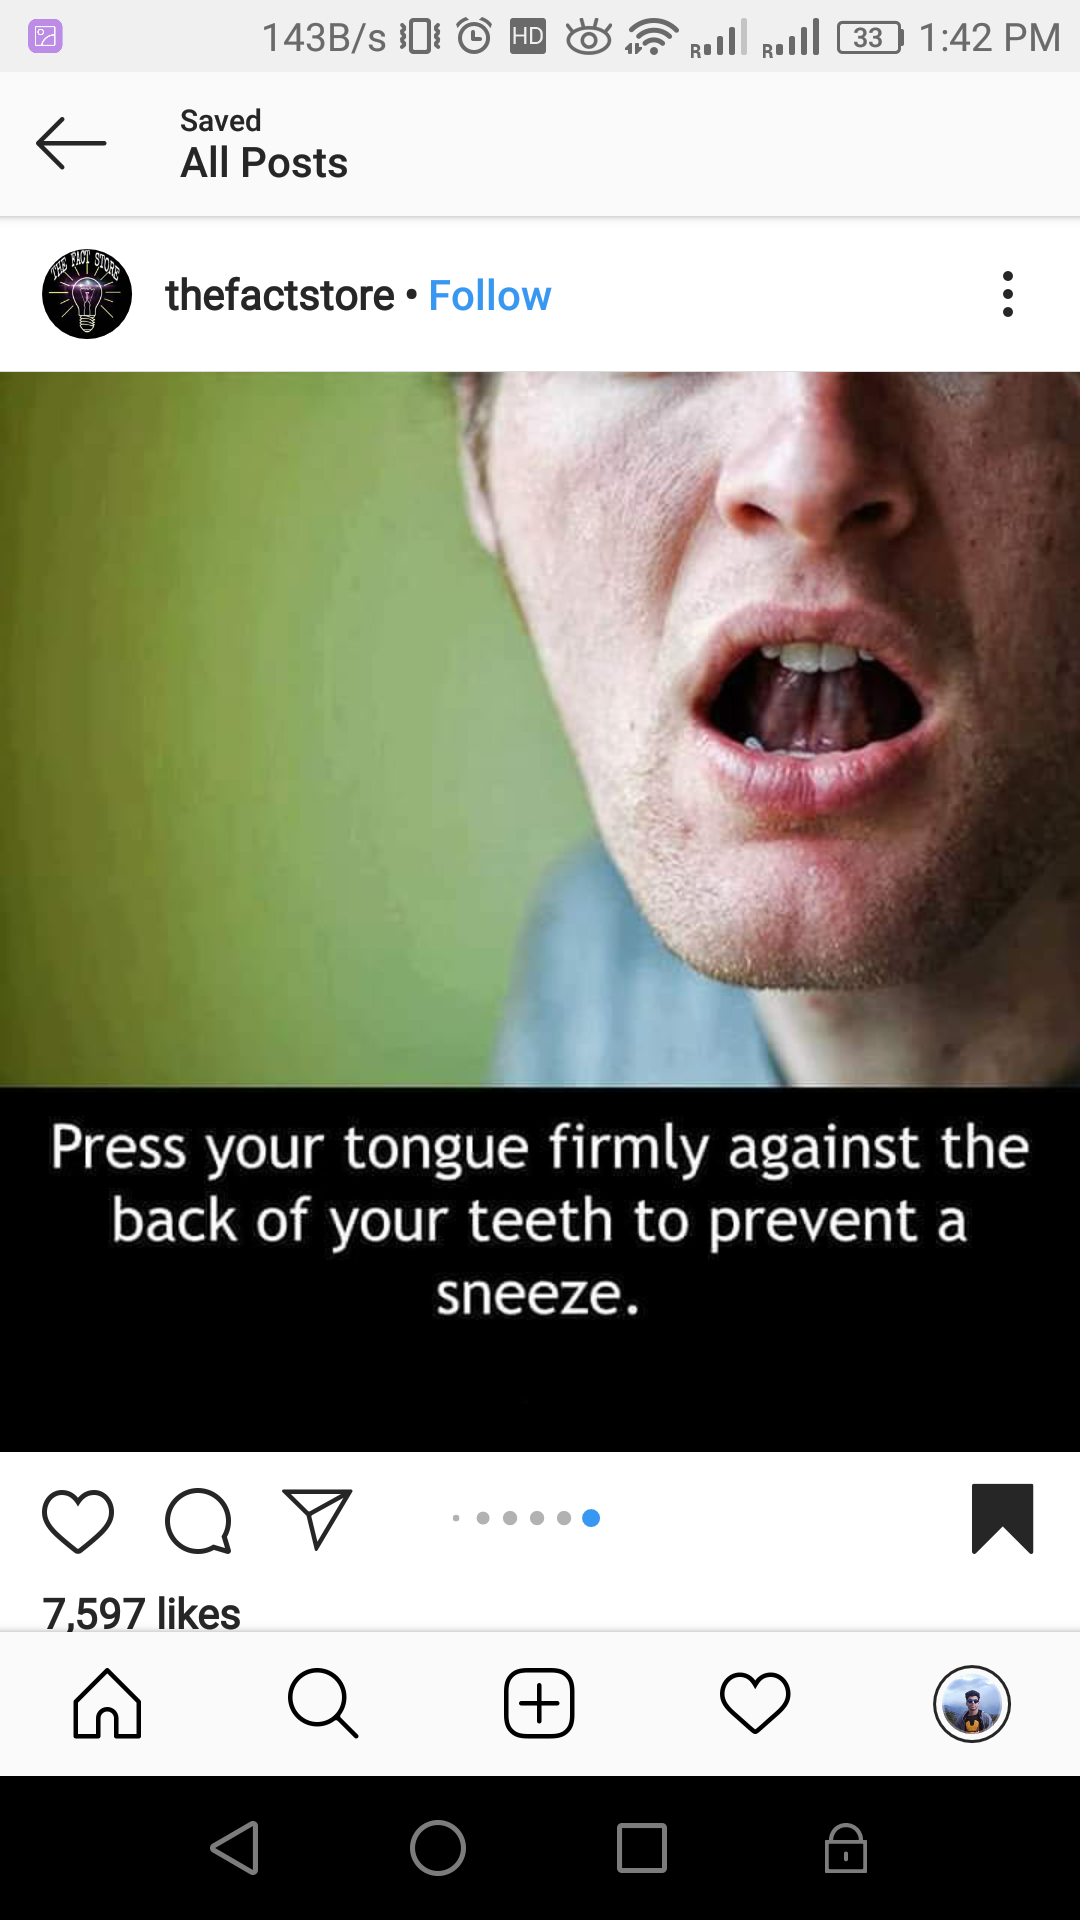 143B/s HD R R 33 1:42 PM
Saved
All Posts
THE FACT STORE
thefactstore • Follow
Press your tongue firmly against the
back of your teeth to prevent a
sneeze.
7,597 likes